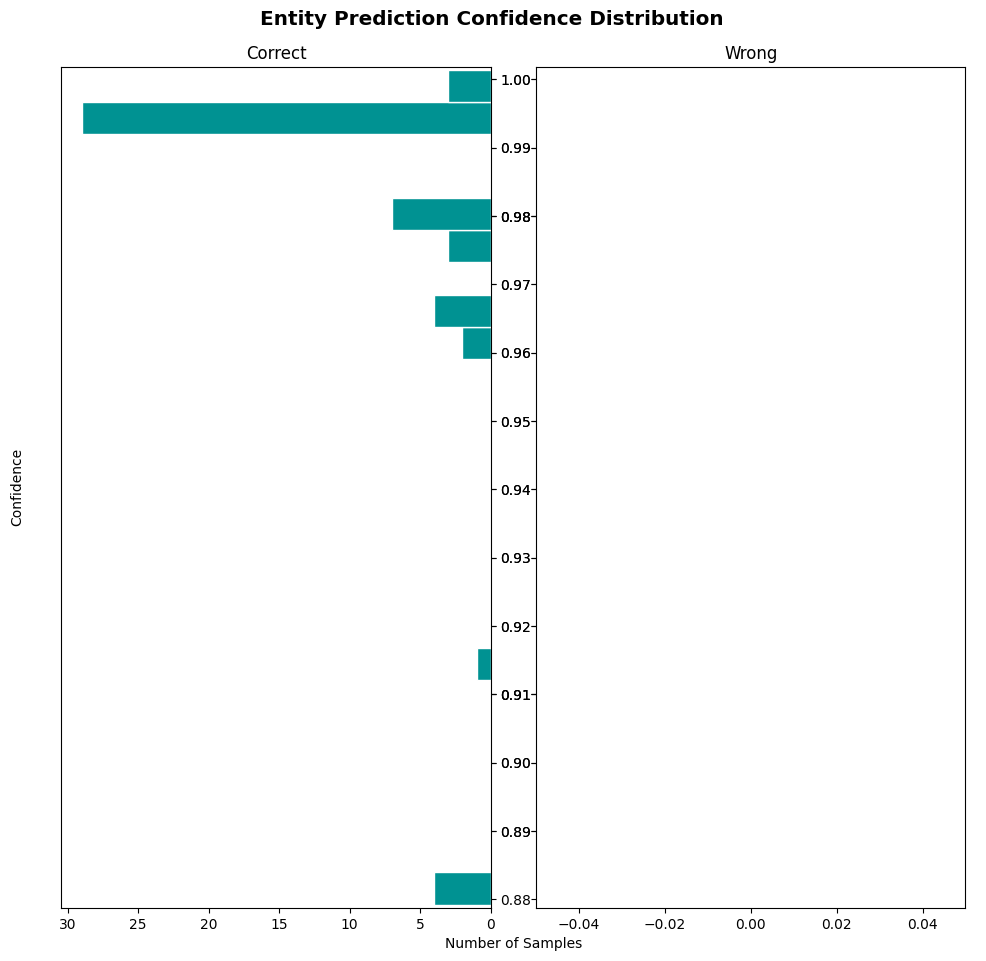 Entity Prediction Confidence Distribution
Correct
Wrong
1.00
0.99
0.98
0.97
0.96
0.95
0.94
0.93
0.92
0.91
0.90
0.89
0.88
Confidence
30 25 20 15 10 5 0
−0.04 −0.02 0.00 0.02 0.04
Number of Samples